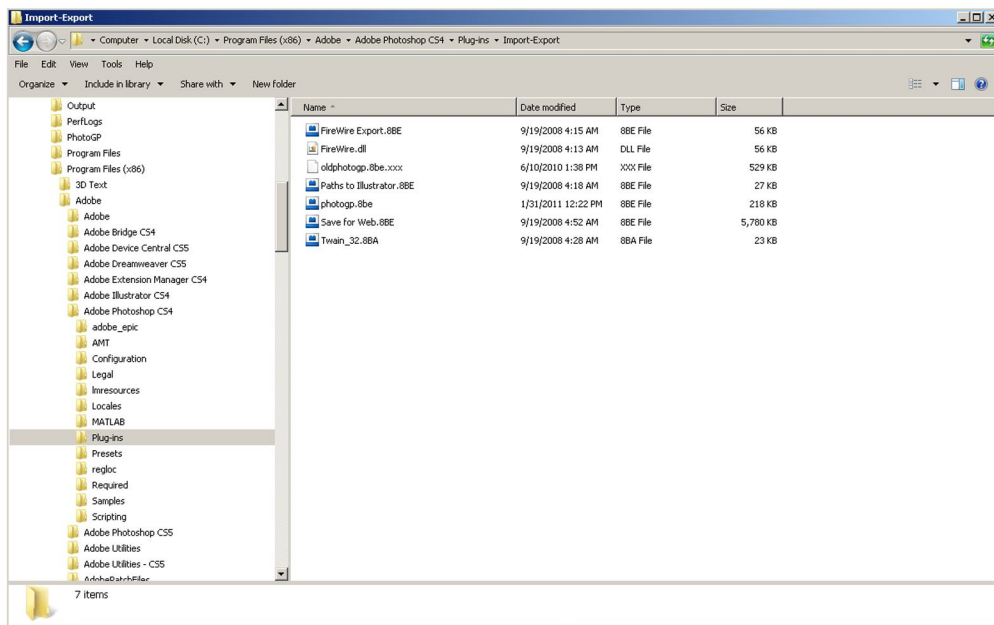 Import-Export
Computer Local Disk (C:) Program Files (x86) Adobe Adobe Photoshop CS4 Plug-ins Import-Export
File Edit View Tools Help
Organize Include in library Share with New folder
Output
PerfLogs
PhotoGP
Program Files
Program Files (x86)
3D Text
Adobe
Adobe
Adobe Bridge CS4
Adobe Device Central CS5
Adobe Dreamweaver CS5
Adobe Extension Manager CS4
Adobe Illustrator CS4
Adobe Photoshop CS4
adobe_epic
AMT
Configuration
Legal
lmresources
Locales
MATLAB
Plug-ins
Presets
regloc
Required
Samples
Scripting
Adobe Photoshop CS5
Adobe Utilities
Adobe Utilities - CS5
AdobePatchFiles
Name Date modified Type Size
FireWire Export.8BE 9/19/2008 4:15 AM 8BE File 56 KB
FireWire.dll 9/19/2008 4:13 AM DLL File 56 KB
oldphotogp.8be.xxx 6/10/2010 1:38 PM XXX File 529 KB
Paths to Illustrator.8BE 9/19/2008 4:18 AM 8BE File 27 KB
photogp.8be 1/31/2011 12:22 PM 8BE File 218 KB
Save for Web.8BE 9/19/2008 4:52 AM 8BE File 5,780 KB
Twain_32.8BA 9/19/2008 4:28 AM 8BA File 23 KB
7 items